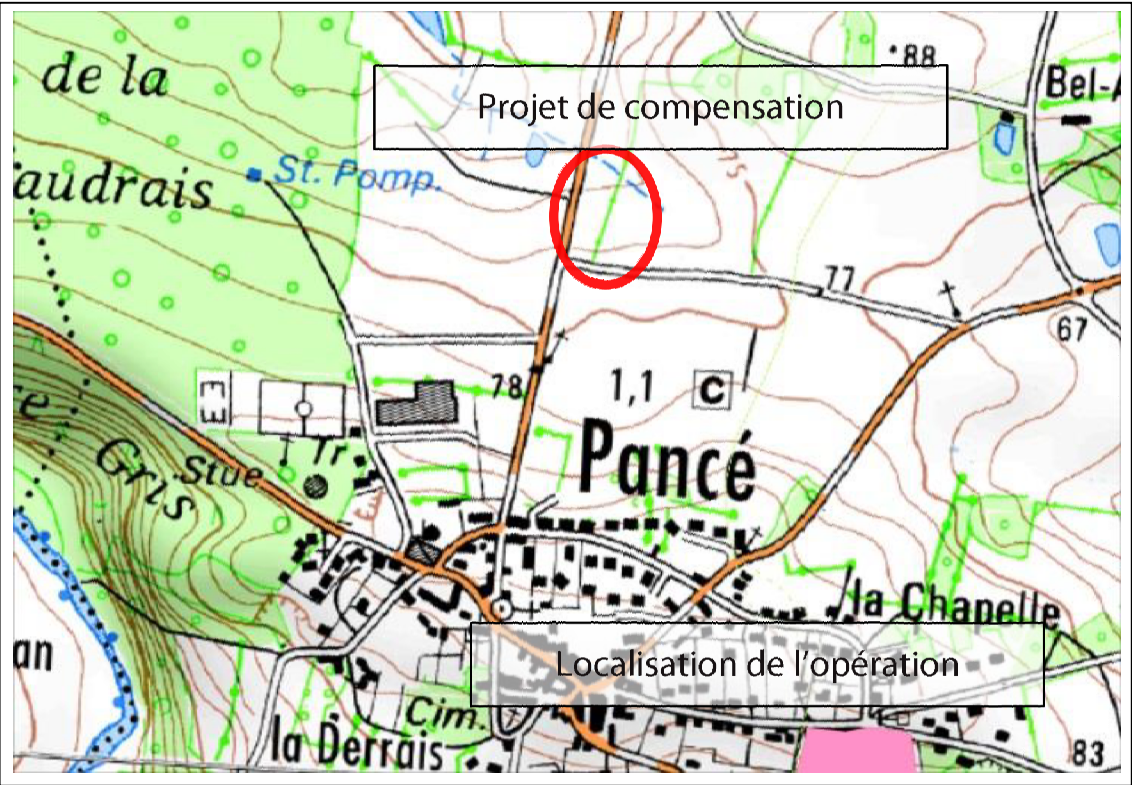 de la
88
Bel-
Projet de compensation
St. Pomp.
audrais
75
77
67
78
1,1
C
Pancé
Tr
Gris
Stue
la Chapelle
an
Localisation de l'opération
Cim.
la Derrais
83